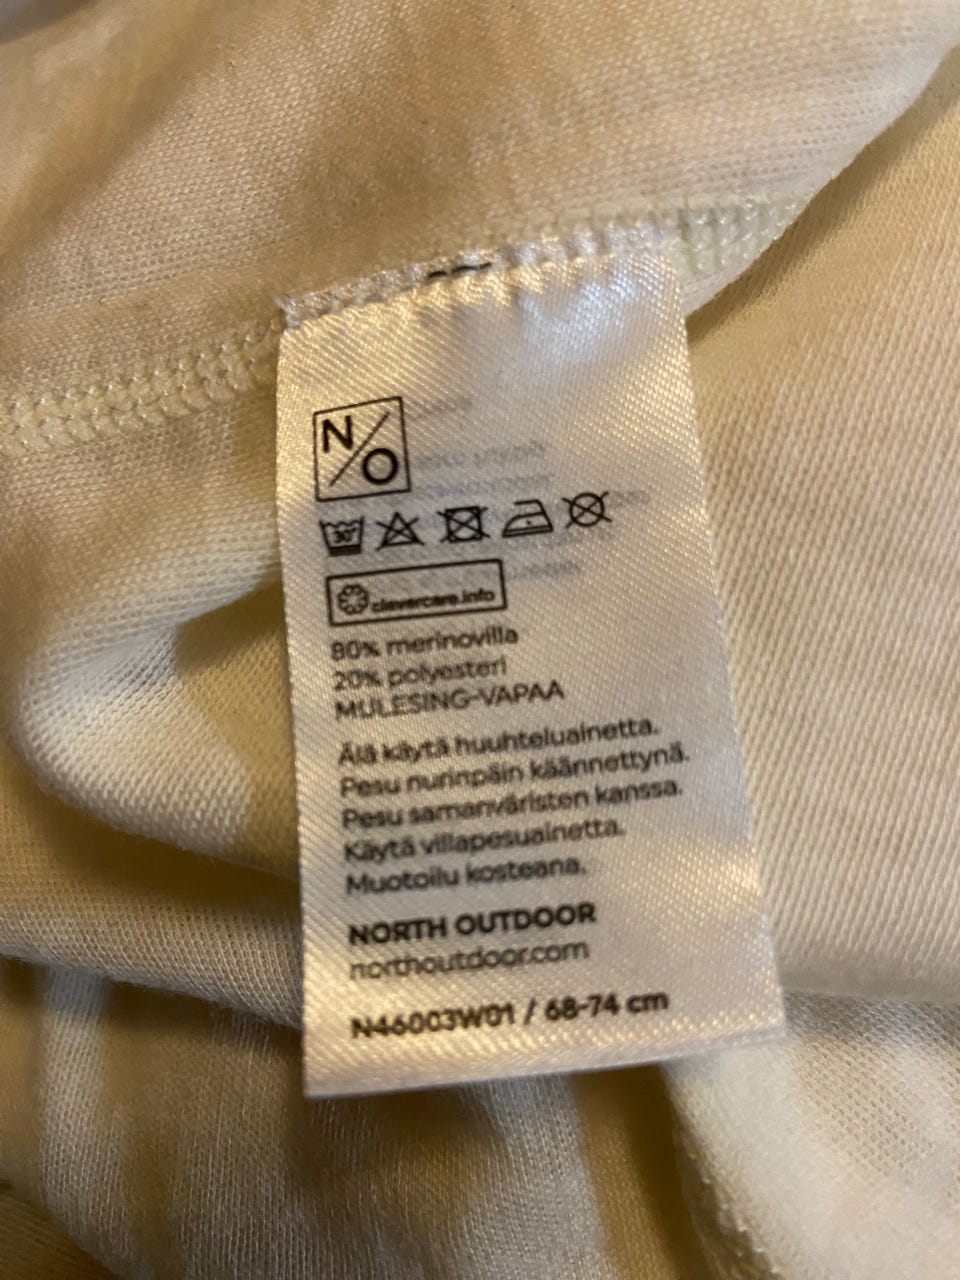 N/O
30°
clevercare.info
80% merinovilla
20% polyesteri
MULESING-VAPAA
Älä käytä huuhteluainetta.
Pesu nurinpäin käännettynä.
Pesu samanväristen kanssa.
Käytä villapesuainetta.
Muotoilu kosteana.
NORTH OUTDOOR
northoutdoor.com
N46003W01 / 68-74 cm